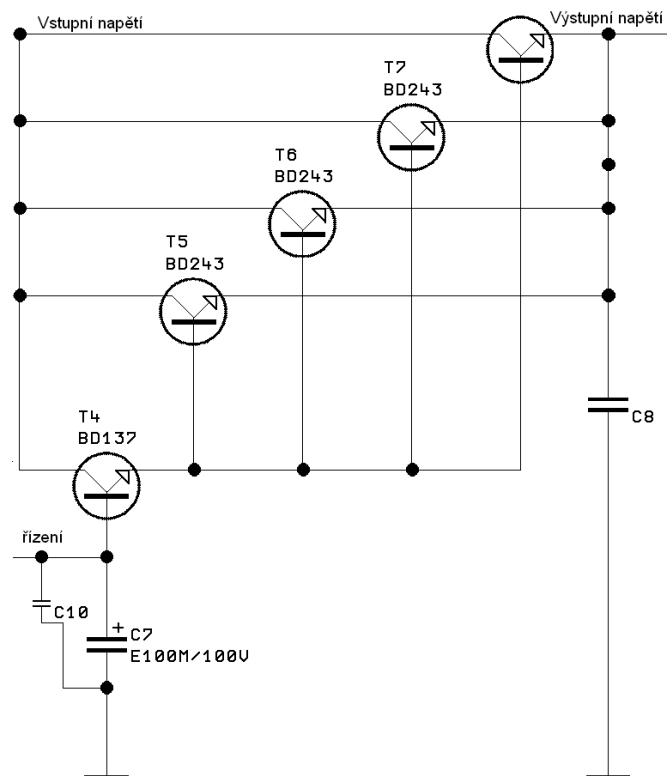 Vstupní napětí
Výstupní napětí
T7
BD243
T6
BD243
T5
BD243
T4
BD137
C8
řízení
C10
+
C7
E100M/100V